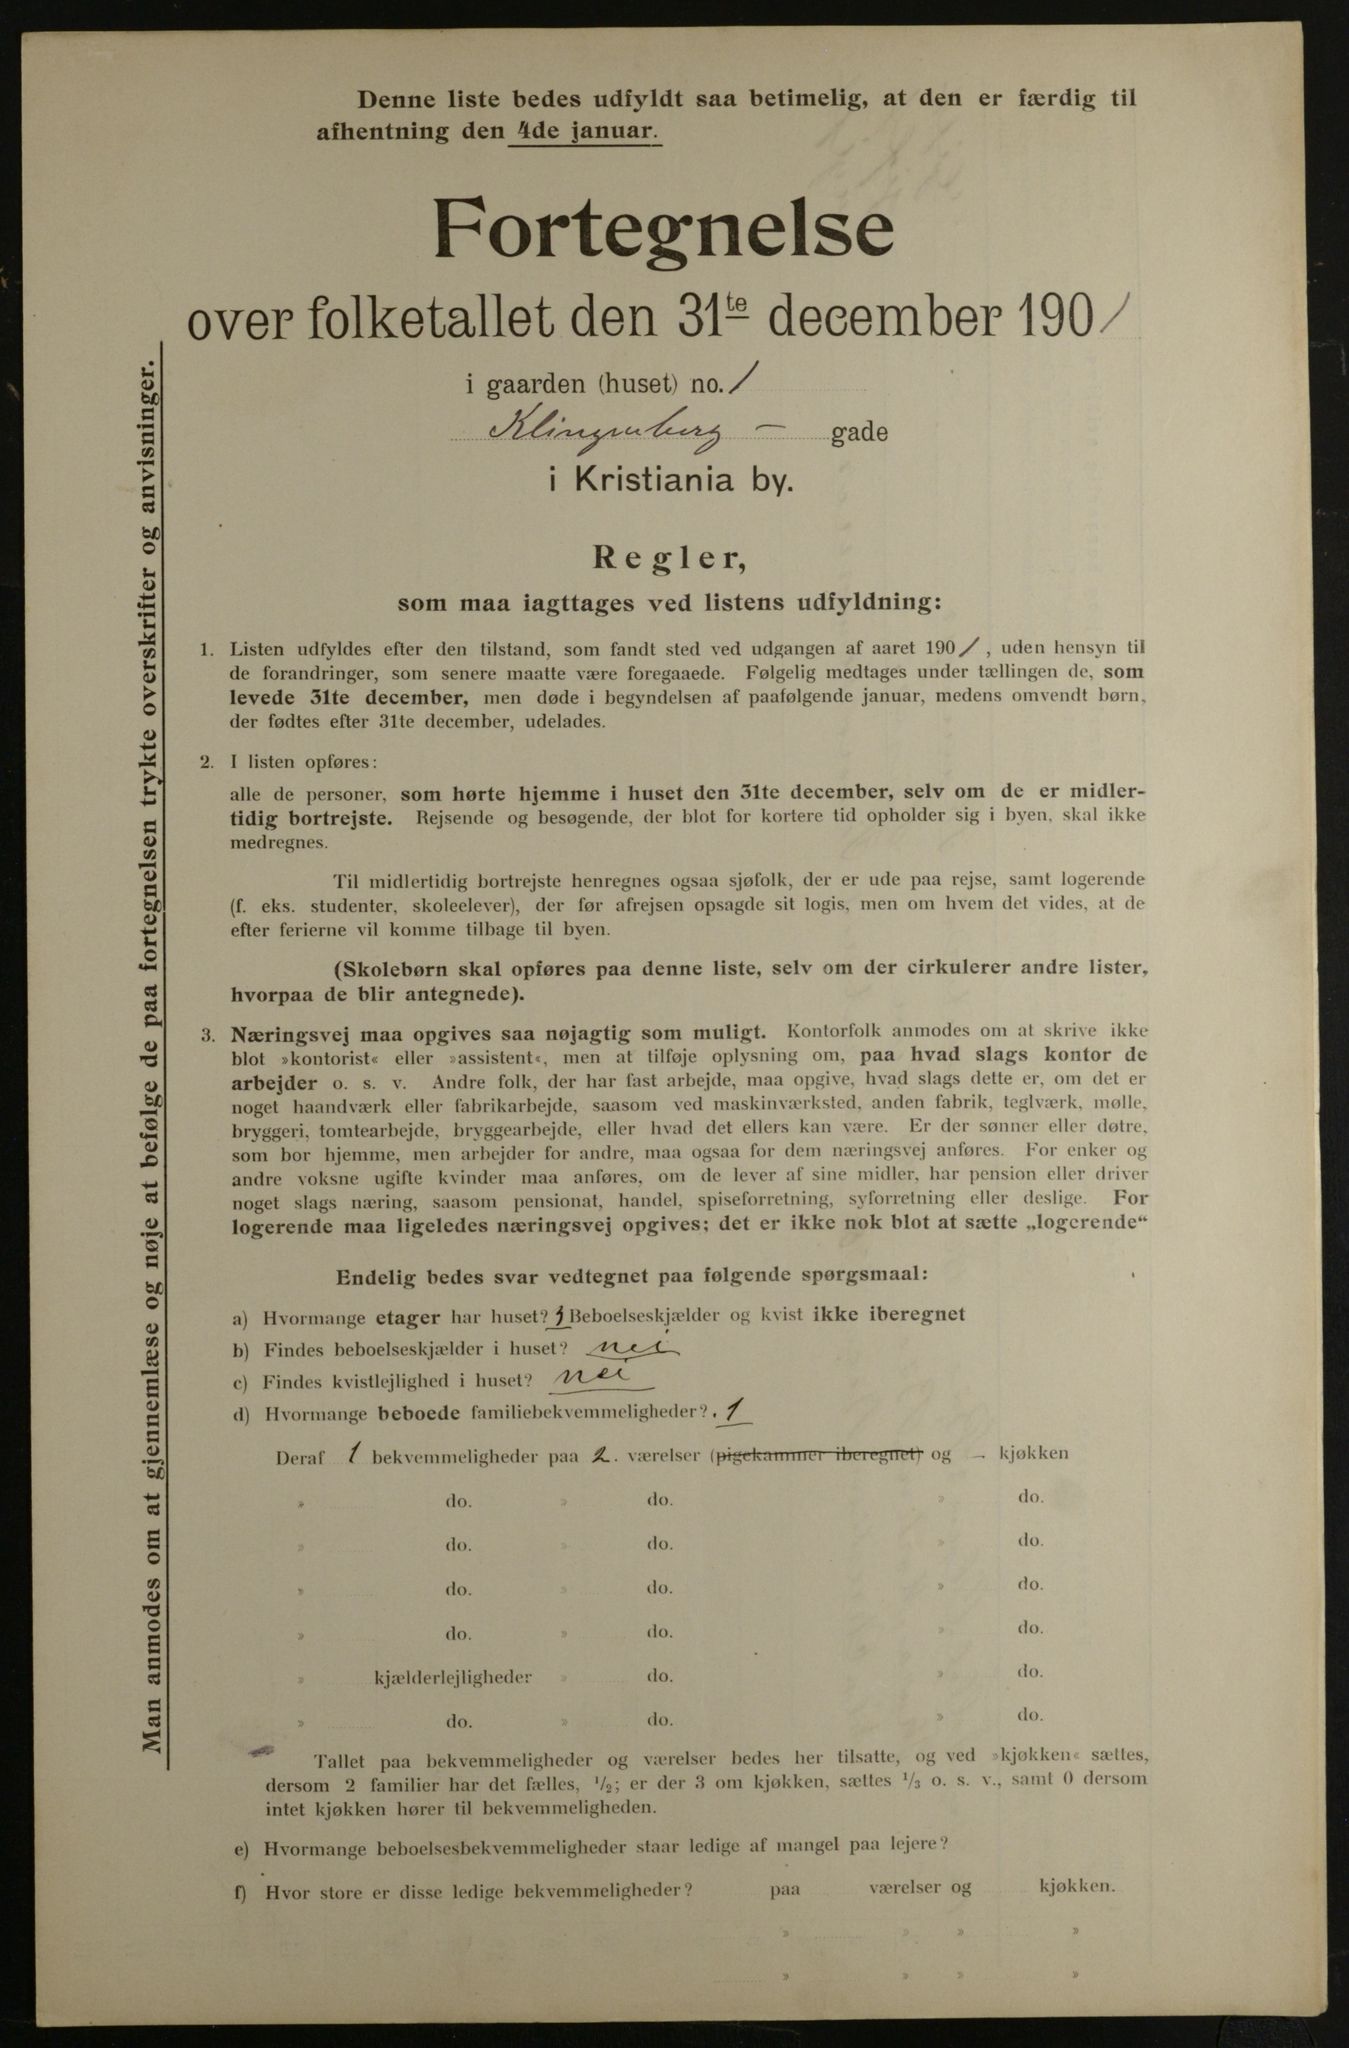 Denne liste bedes udfyldt saa betimelig, at den er færdig til
afhentning den 4de januar.
Fortegnelse
over folketallet den 31te december 1901
i gaarden (huset) no. 1
Klingenberg – gade
i Kristiania by.
Regler,
som maa iagttages ved listens udfyldning:
1. Listen udfyldes efter den tilstand, som fandt sted ved udgangen af aaret 1901, uden hensyn til
de forandringer, som senere maatte være foregaaede. Følgelig medtages under tællingen de, som
levede 31te december, men døde i begyndelsen af paafølgende januar, medens omvendt børn,
der fødtes efter 31te december, udelades.
2. I listen opføres:
alle de personer, som hørte hjemme i huset den 31te december, selv om de er midler-
tidig bortrejste. Rejsende og besøgende, der blot for kortere tid opholder sig i byen, skal ikke
medregnes.
Til midlertidig bortrejste henregnes ogsaa sjøfolk, der er ude paa rejse, samt logerende
(f. eks. studenter, skoleelever), der før afrejsen opsagde sit logis, men om hvem det vides, at de
efter ferierne vil komme tilbage til byen.
(Skolebørn skal opføres paa denne liste, selv om der cirkulerer andre lister,
hvorpaa de blir antegnede).
3. Næringsvej maa opgives saa nøjagtig som muligt. Kontorfolk anmodes om at skrive ikke
blot »kontorist« eller »assistent«, men at tilføje oplysning om, paa hvad slags kontor de
arbejder o. s. v. Andre folk, der har fast arbejde, maa opgive, hvad slags dette er, om det er
noget haandværk eller fabrikarbejde, saasom ved maskinværksted, anden fabrik, teglværk, mølle,
bryggeri, tomtearbejde, bryggearbejde, eller hvad det ellers kan være. Er der sønner eller døtre,
som bor hjemme, men arbejder for andre, maa ogsaa for dem næringsvej anføres. For enker og
andre voksne ugifte kvinder maa anføres, om de lever af sine midler, har pension eller driver
noget slags næring, saasom pensionat, handel, spiseforretning, syforretning eller deslige. For
logerende maa ligeledes næringsvej opgives; det er ikke nok blot at sætte „logerende“
Endelig bedes svar vedtegnet paa følgende spørgsmaal:
a) Hvormange etager har huset? 3 Beboelseskjælder og kvist ikke iberegnet
b) Findes beboelseskjælder i huset? nei
c) Findes kvistlejlighed i huset? nei
d) Hvormange beboede familiebekvemmeligheder? 1
Deraf 1 bekvemmeligheder paa 2 værelser (pigekammer iberegnet) og – kjøkken
» do. » do. » do.
» do. » do. » do.
» do. » do. » do.
» do. » do. » do.
» kjælderlejligheder » do. » do.
» do. » do. » do.
Tallet paa bekvemmeligheder og værelser bedes her tilsatte, og ved »kjøkken« sættes,
dersom 2 familier har det fælles, 1/2; er der 3 om kjøkken, sættes 1/3 o. s. v., samt 0 dersom
intet kjøkken hører til bekvemmeligheden.
e) Hvormange beboelsesbekvemmeligheder staar ledige af mangel paa lejere?
f) Hvor store er disse ledige bekvemmeligheder? paa værelser og kjøkken.
» » » »
» » » »
Man anmodes om at gjennemlæse og nøje at befølge de paa fortegnelsen trykte overskrifter og anvisninger.